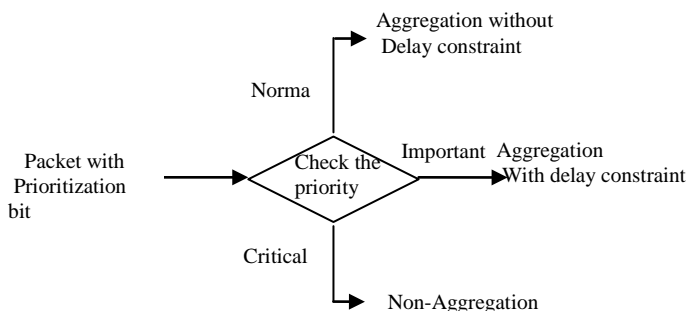 Aggregation without
Delay constraint
Norma
Packet with
Prioritization
bit
Check the
priority
Important
Aggregation
With delay constraint
Critical
Non-Aggregation